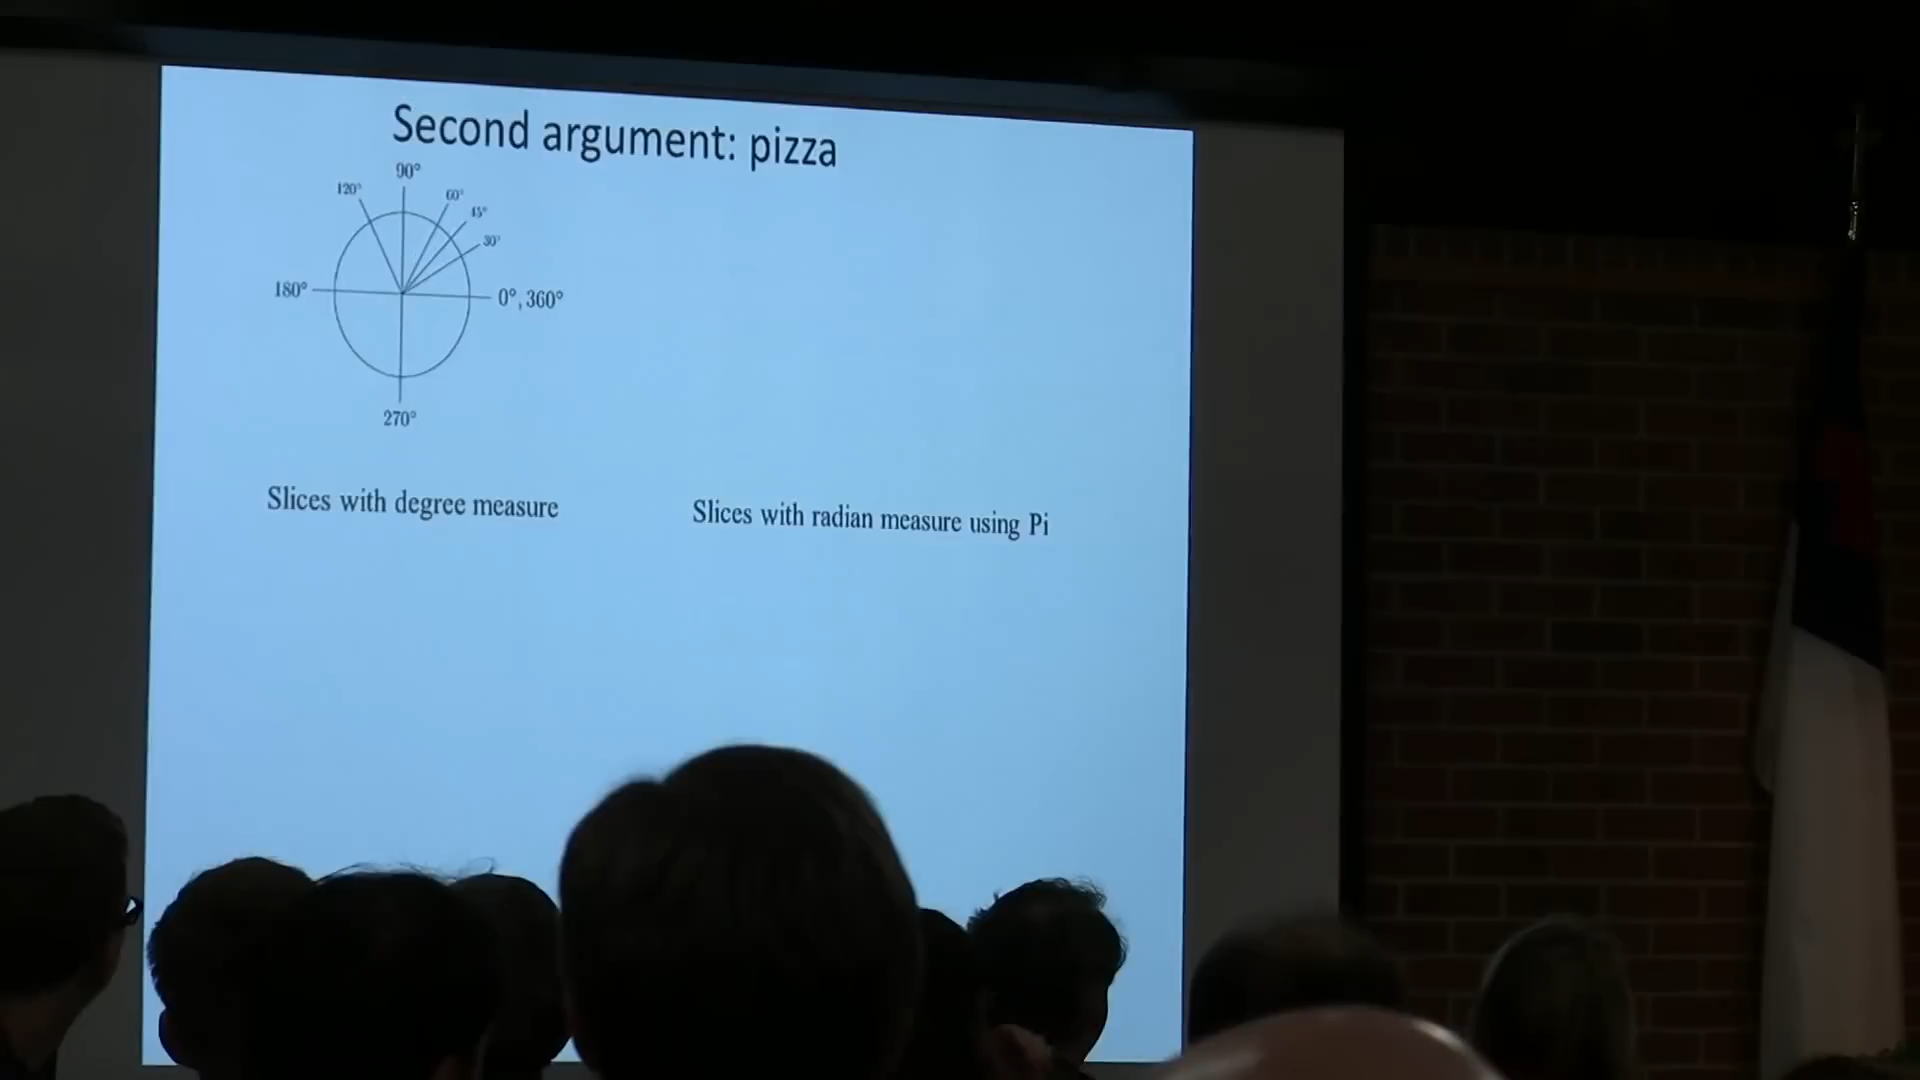 Second argument: pizza
90°
120°
60°
45°
30°
180°
0°, 360°
270°
Slices with degree measure
Slices with radian measure using Pi